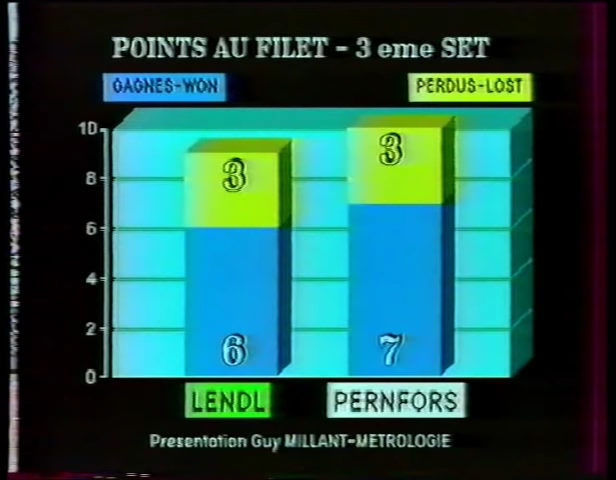 POINTS AU FILET - 3 eme SET
GAGNES-WON
PERDUS-LOST
10
8
6
4
2
0
3
3
6
7
LENDL
PERNFORS
Presentation Guy MILLANT-METROLOGIE